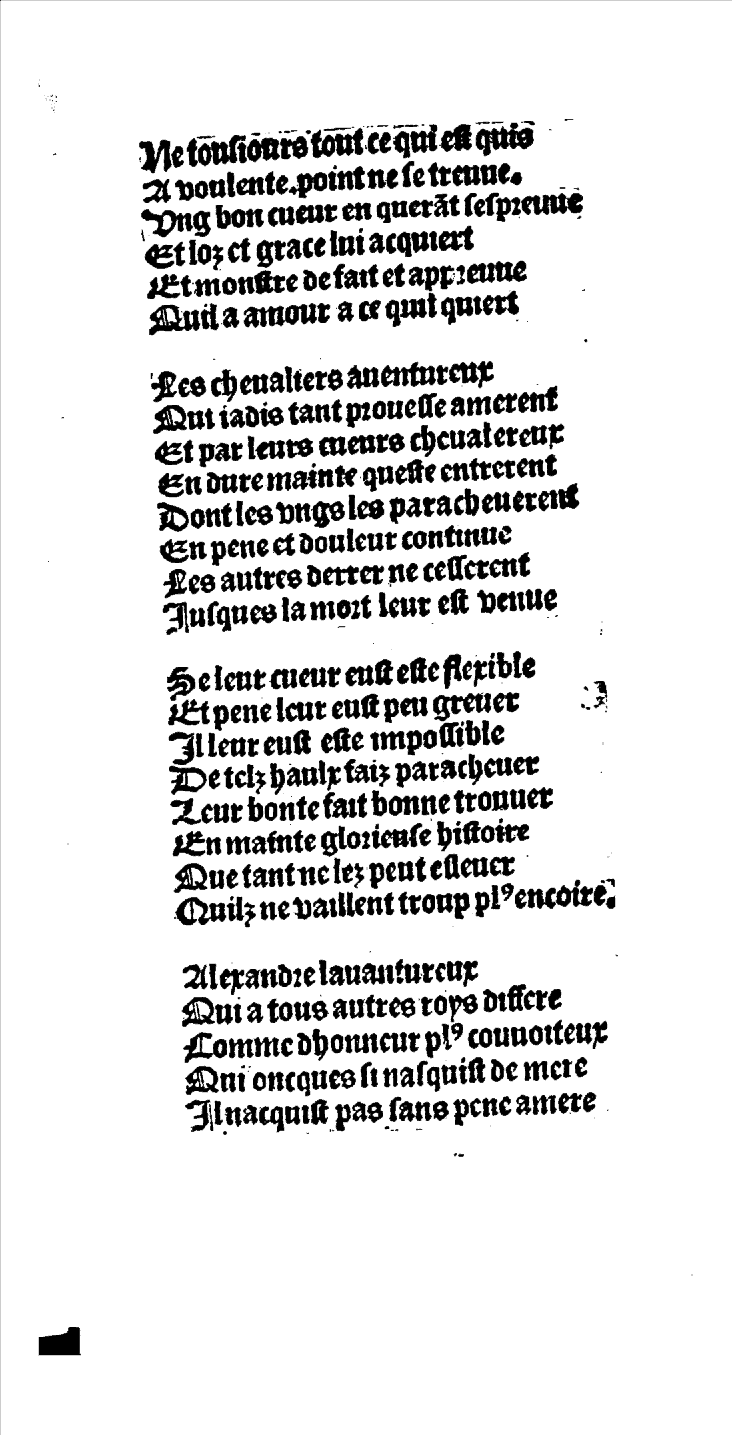 Ne touſiours tout ce qui eſt quis
A voulente.point ne ſe treuue.
Vng bon cueur en querāt ſeſpreuue
Et loz et grace lui acquiert
Et monſtre de fait et appreuue
Quil a amour a ce quil quiert
Les cheualiers auentureux
Qui iadis tant proueſſe amerent
Et par leurs cueurs cheualereux
En dure mainte queſte entrerent
Dont les vngs les paracheuerent
En pene et douleur continue
Les autres derrer ne ceſſerent
Juſques la mort leur eſt venue
Se leur cueur euſt eſte flexible
Et pene leur euſt peu greuer
Il leur euſt eſte impoſſible
De telz haulx faiz paracheuer
Leur bonte fait bonne trouuer
En mainte glorieuſe hiſtoire
Que tant ne lez peut eſleuer
Quilz ne vaillent troup plꝰ encoire.
Alexandre lauantureux
Qui a tous autres roys differe
Comme dhonneur plꝰ couuoiteux
Qui oncques ſi naſquiſt de mere
Il nacquiſt pas ſans pene amere